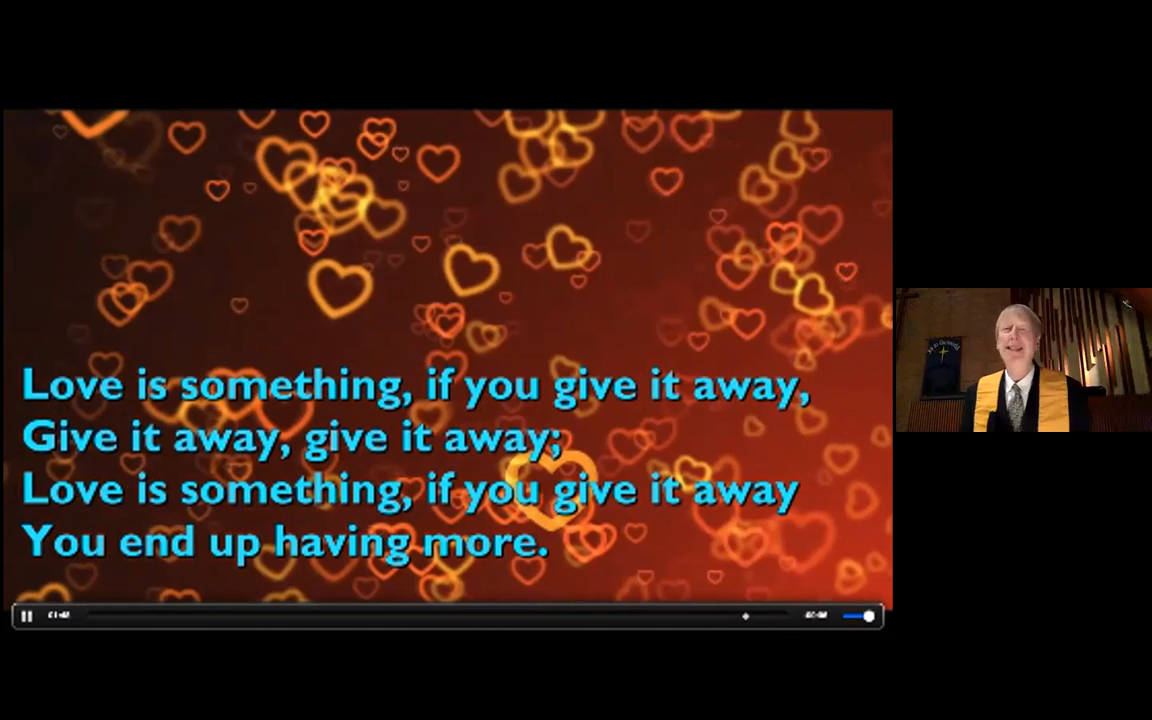 Love is something, if you give it away,
Give it away, give it away;
Love is something, if you give it away
You end up having more.